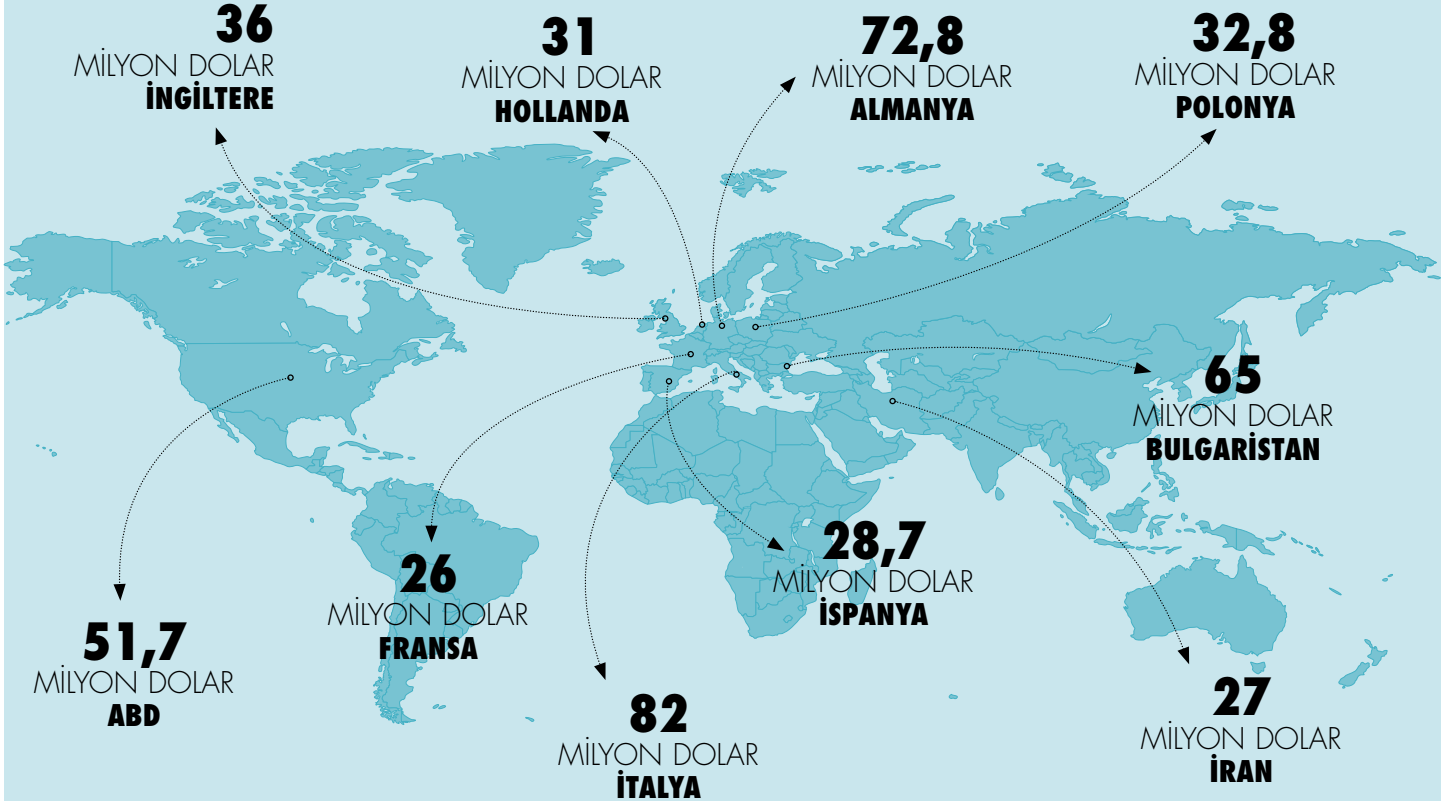 36
MİLYON DOLAR
İNGİLTERE
31
MİLYON DOLAR
HOLLANDA
72,8
MİLYON DOLAR
ALMANYA
32,8
MİLYON DOLAR
POLONYA
65
MİLYON DOLAR
BULGARİSTAN
51,7
MİLYON DOLAR
ABD
26
MİLYON DOLAR
FRANSA
82
MİLYON DOLAR
İTALYA
28,7
MİLYON DOLAR
İSPANYA
27
MİLYON DOLAR
İRAN